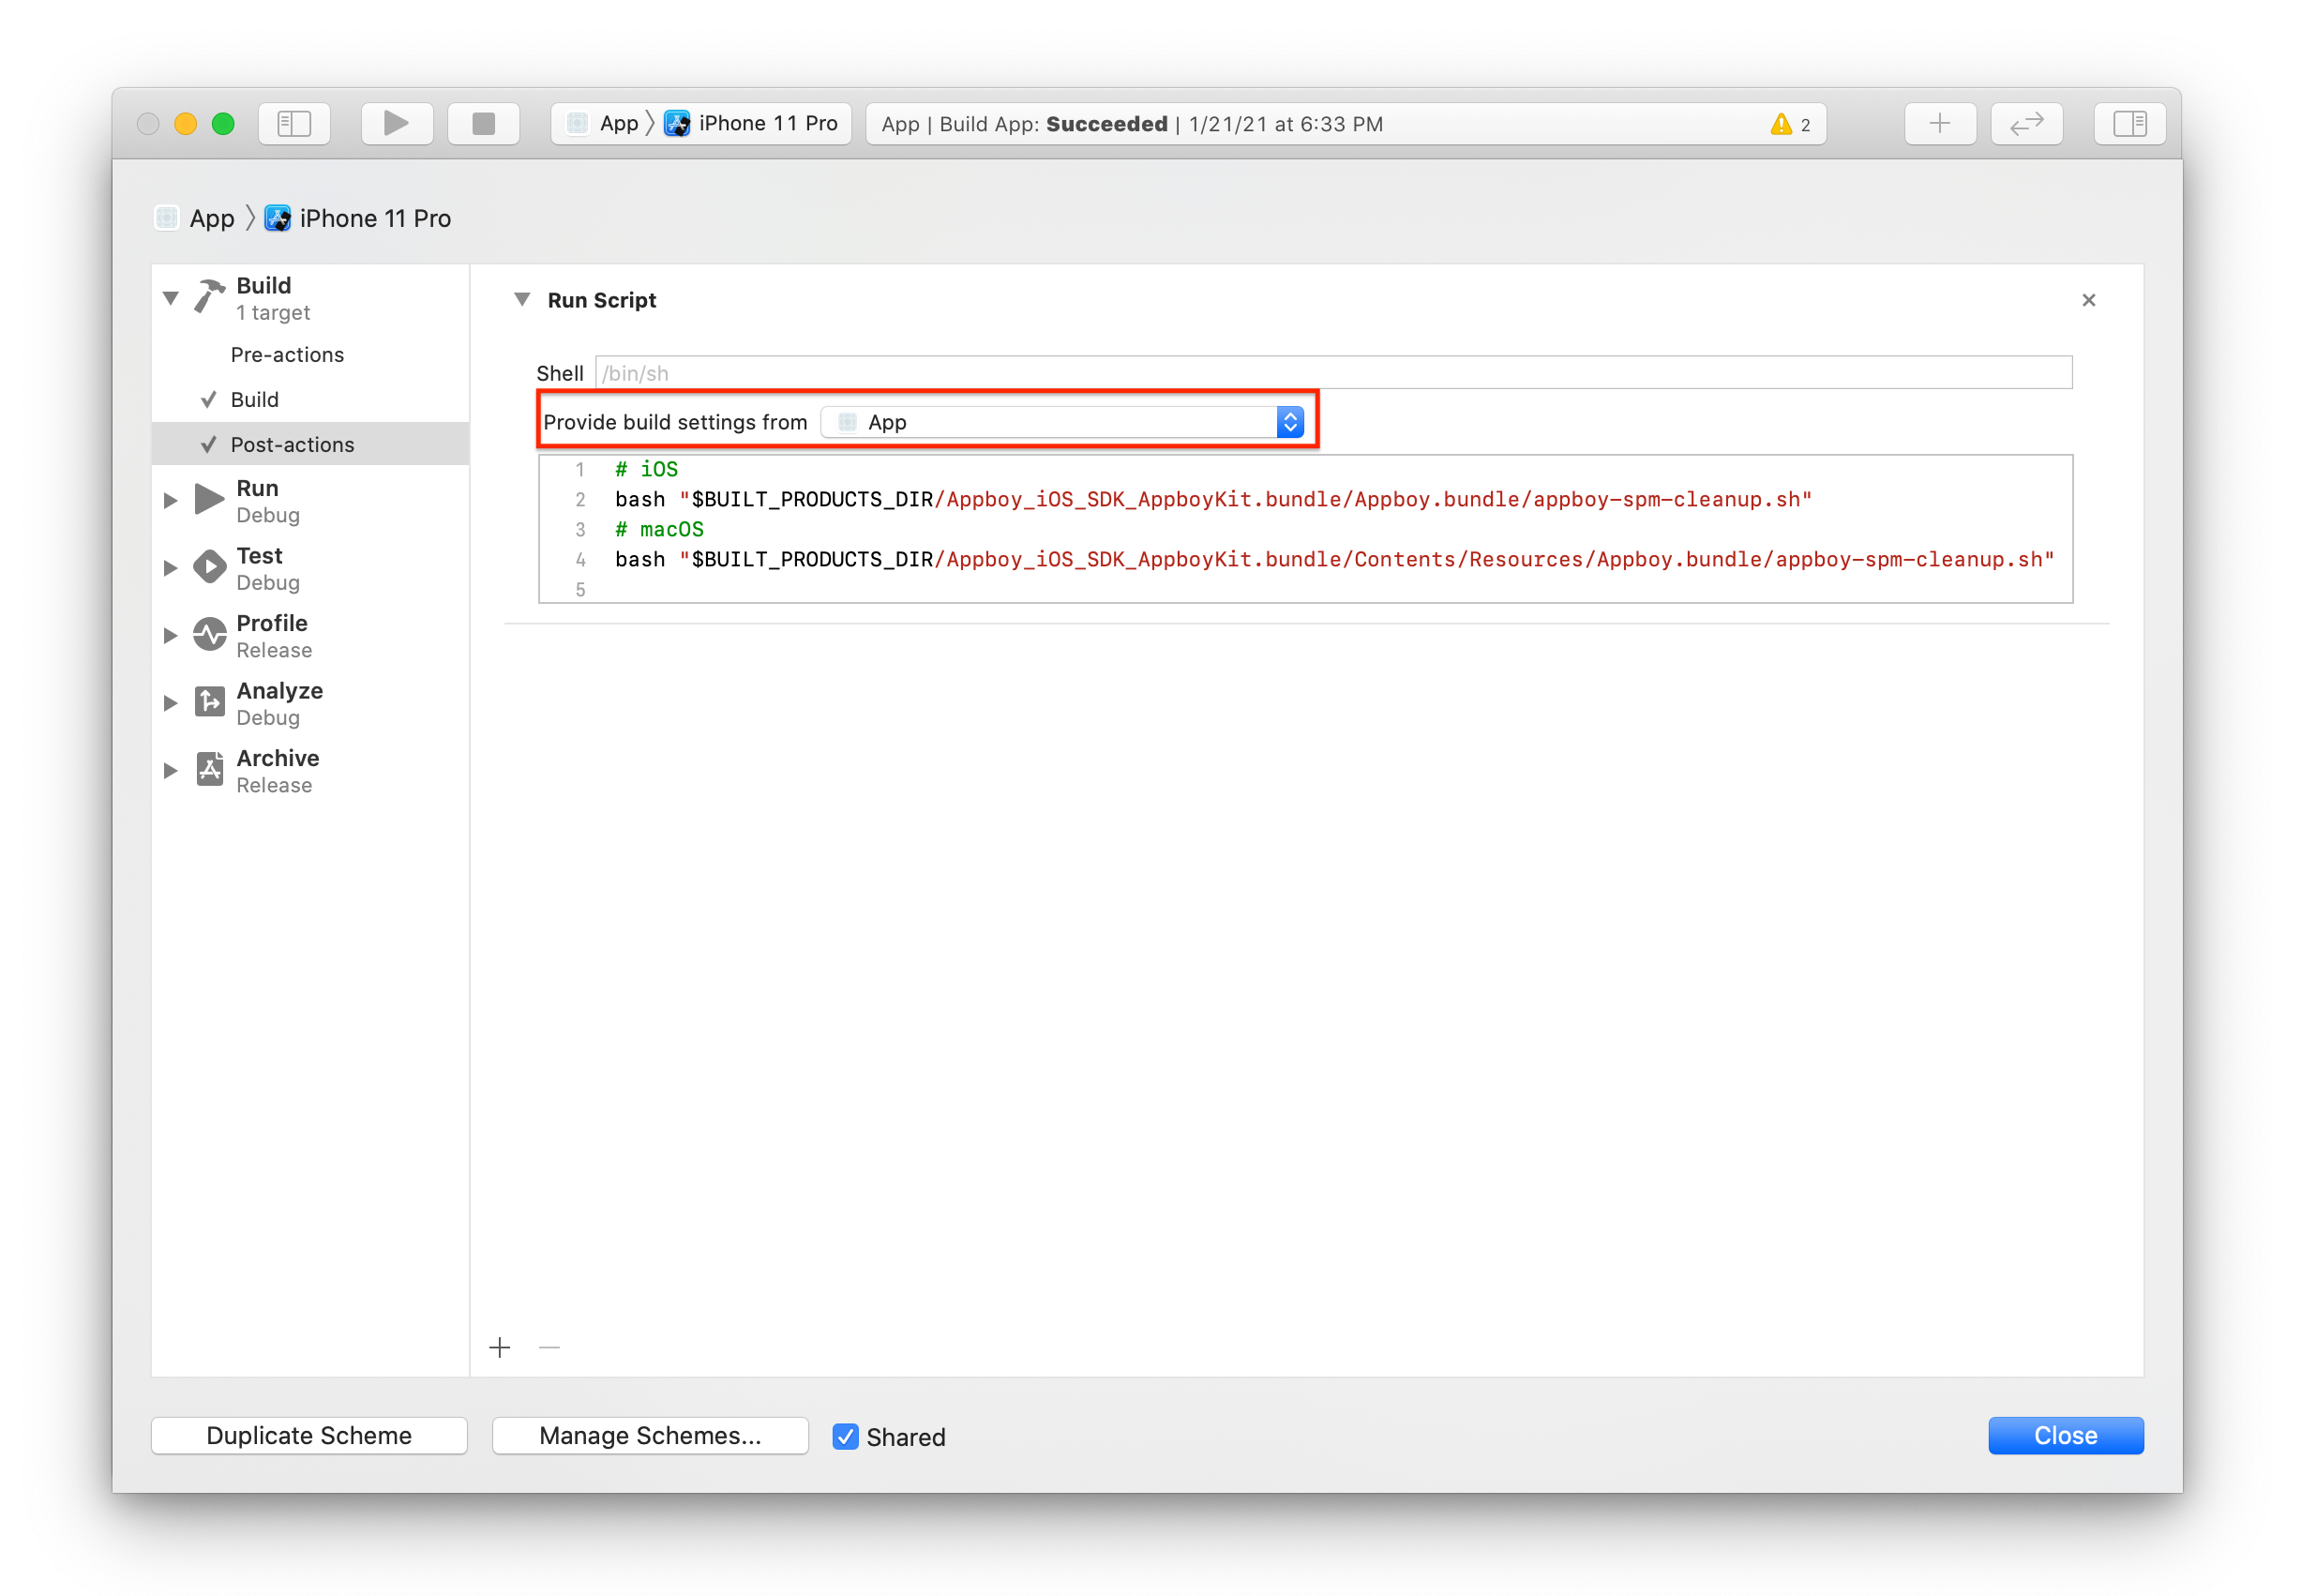 App 〉 iPhone 11 Pro
App | Build App: Succeeded | 1/21/21 at 6:33 PM
2
App 〉 iPhone 11 Pro
Build
1 target
Pre-actions
Build
Post-actions
Run
Debug
Test
Debug
Profile
Release
Analyze
Debug
Archive
Release
Run Script
Shell /bin/sh
Provide build settings from App
1 # iOS
2 bash "$BUILT_PRODUCTS_DIR/Appboy_iOS_SDK_AppboyKit.bundle/Appboy.bundle/appboy-spm-cleanup.sh"
3 # macOS
4 bash "$BUILT_PRODUCTS_DIR/Appboy_iOS_SDK_AppboyKit.bundle/Contents/Resources/Appboy.bundle/appboy-spm-cleanup.sh"
5
Duplicate Scheme
Manage Schemes...
Shared
Close